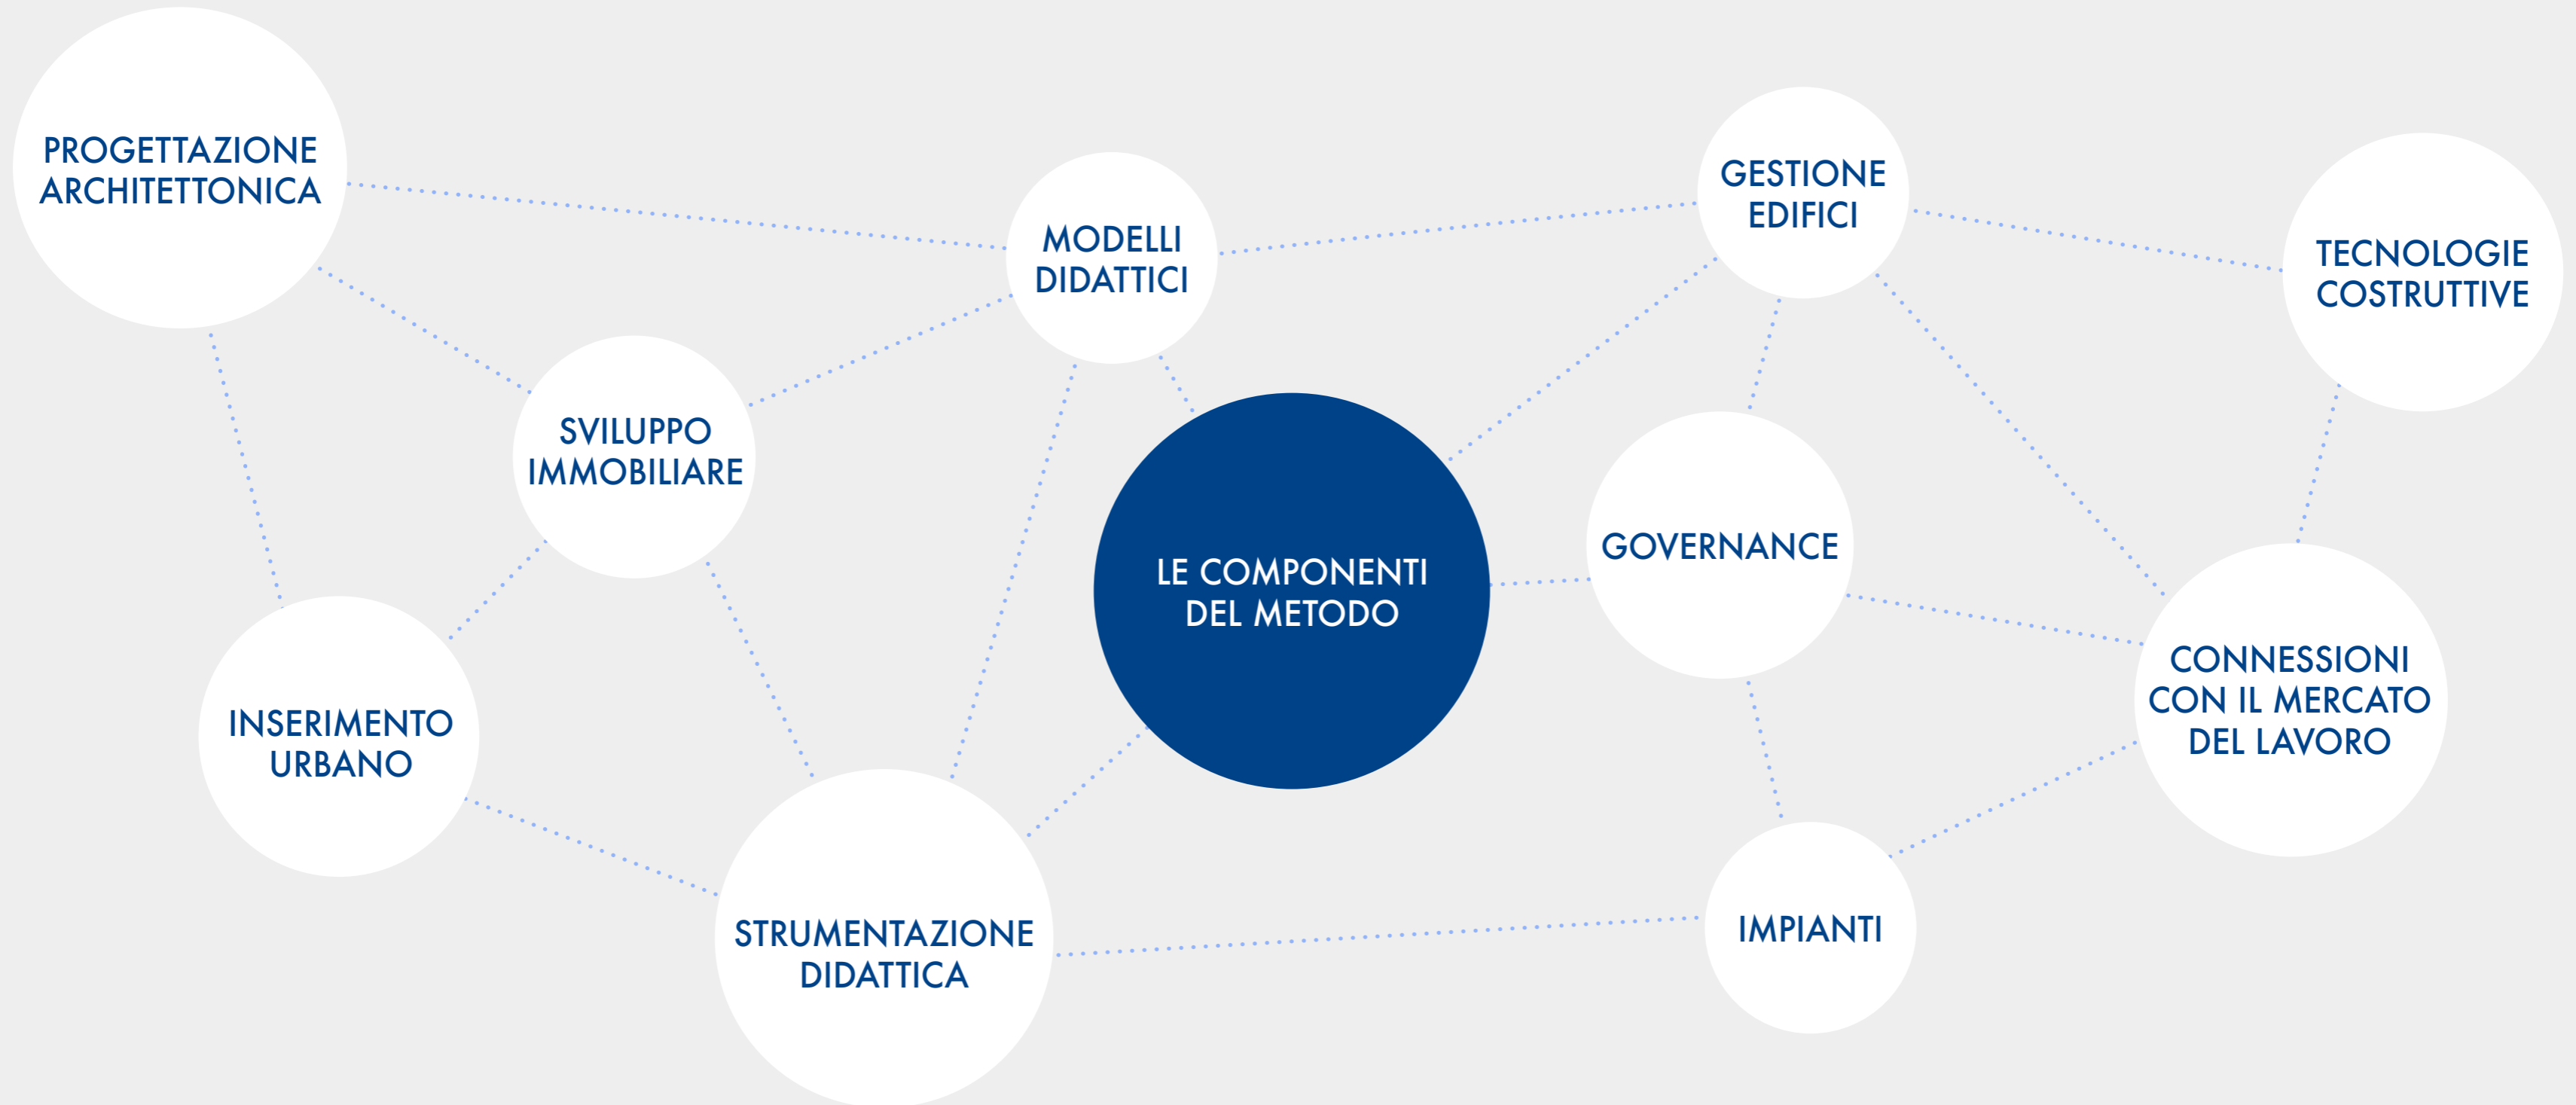 PROGETTAZIONE
ARCHITETTONICA
MODELLI
DIDATTICI
GESTIONE
EDIFICI
TECNOLOGIE
COSTRUTTIVE
SVILUPPO
IMMOBILIARE
LE COMPONENTI
DEL METODO
GOVERNANCE
CONNESSIONI
CON IL MERCATO
DEL LAVORO
INSERIMENTO
URBANO
STRUMENTAZIONE
DIDATTICA
IMPIANTI